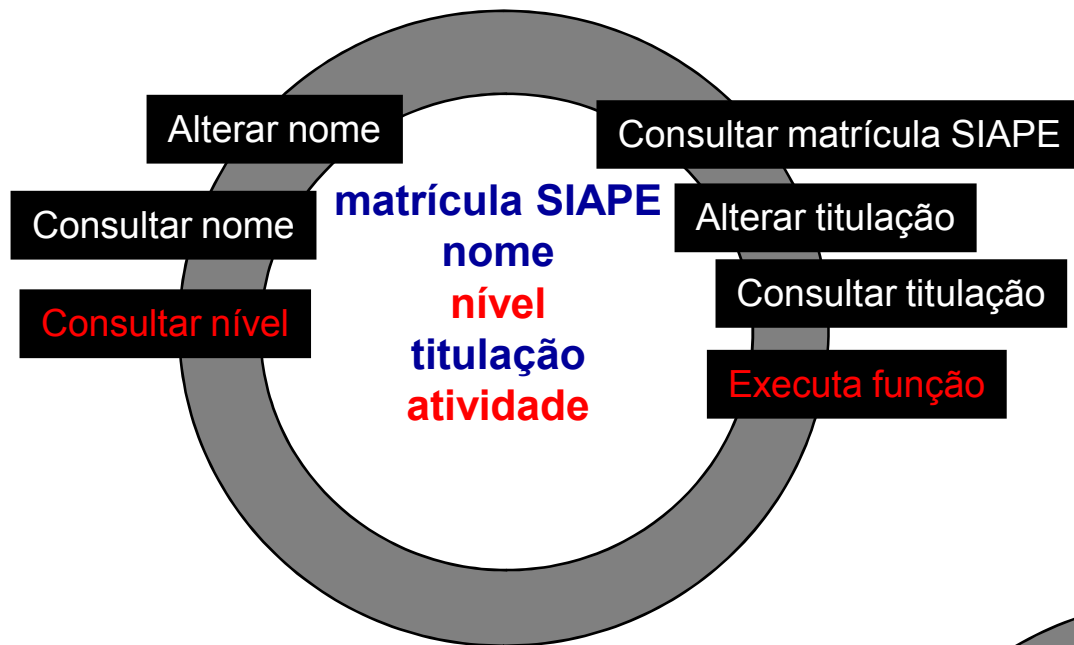 Alterar nome
Consultar nome
Consultar nível
matrícula SIAPE
nome
nível
titulação
atividade
Consultar matrícula SIAPE
Alterar titulação
Consultar titulação
Executa função